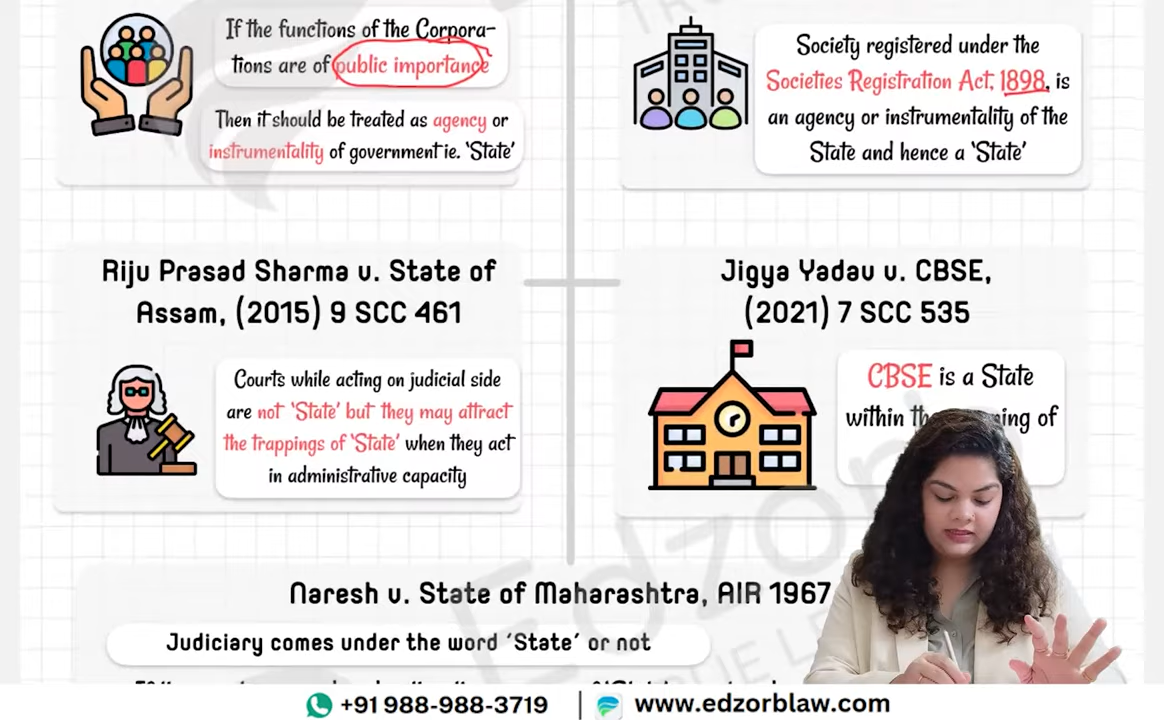 If the functions of the Corpora-
tions are of public importance
Then it should be treated as agency or
instrumentality of government ie. 'State'
Society registered under the
Societies Registration Act, 1898, is
an agency or instrumentality of the
State and hence a 'State'
Riju Prasad Sharma v. State of
Assam, (2015) 9 SCC 461
Courts while acting on judicial side
are not 'State' but they may attract
the trappings of 'State' when they act
in administrative capacity
Jigya Yadav v. CBSE,
(2021) 7 SCC 535
CBSE is a State
within of
Naresh v. State of Maharashtra, AIR 1967
Judiciary comes under the word 'State' or not
Edzorb
+91 988-988-3719 | www.edzorblaw.com